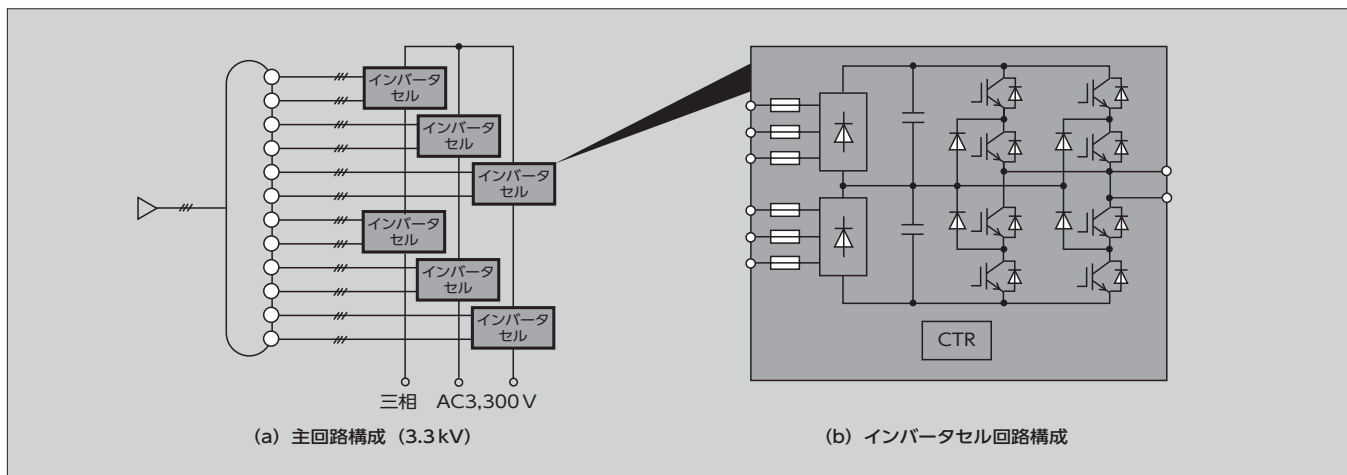 インバータ
セル
インバータ
セル
インバータ
セル
インバータ
セル
インバータ
セル
インバータ
セル
三相 AC3,300 V
(a) 主回路構成 (3.3 kV)
CTR
(b) インバータセル回路構成